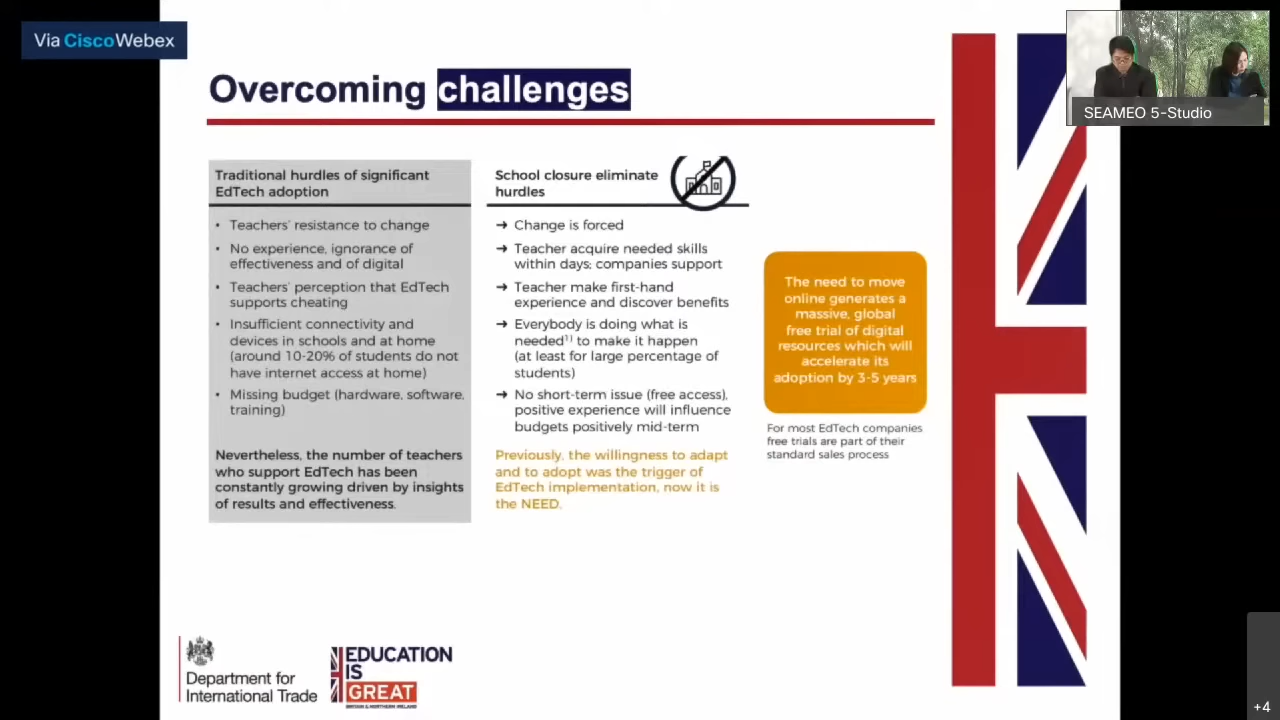 Via CiscoWebex
SEAMEO 5-Studio
Overcoming challenges
Traditional hurdles of significant
EdTech adoption
• Teachers' resistance to change
• No experience, ignorance of
effectiveness and of digital
• Teachers' perception that EdTech
supports cheating
• Insufficient connectivity and
devices in schools and at home
(around 10-20% of students do not
have internet access at home)
• Missing budget (hardware, software,
training)
Nevertheless, the number of teachers
who support EdTech has been
constantly growing driven by insights
of results and effectiveness.
School closure eliminate
hurdles
→ Change is forced
→ Teacher acquire needed skills
within days; companies support
→ Teacher make first-hand
experience and discover benefits
→ Everybody is doing what is
needed¹⁾ to make it happen
(at least for large percentage of
students)
→ No short-term issue (free access),
positive experience will influence
budgets positively mid-term
Previously, the willingness to adapt
and to adopt was the trigger of
EdTech implementation, now it is
the NEED.
The need to move
online generates a
massive, global
free trial of digital
resources which will
accelerate its
adoption by 3-5 years
For most EdTech companies
free trials are part of their
standard sales process
Department for
International Trade
EDUCATION
IS
GREAT
BRITAIN & NORTHERN IRELAND
+4